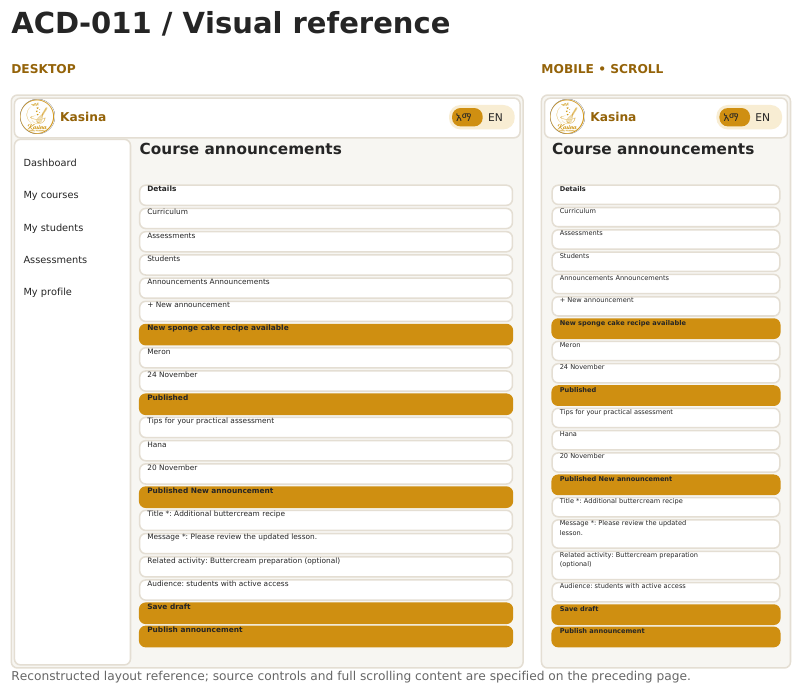 ACD-011 / Visual reference
DESKTOP
Kasina
Kasina
አማ EN
Dashboard
My courses
My students
Assessments
My profile
Course announcements
Details
Curriculum
Assessments
Students
Announcements Announcements
+ New announcement
New sponge cake recipe available
Meron
24 November
Published
Tips for your practical assessment
Hana
20 November
Published New announcement
Title *: Additional buttercream recipe
Message *: Please review the updated lesson.
Related activity: Buttercream preparation (optional)
Audience: students with active access
Save draft
Publish announcement
MOBILE • SCROLL
Kasina
Kasina
አማ EN
Course announcements
Details
Curriculum
Assessments
Students
Announcements Announcements
+ New announcement
New sponge cake recipe available
Meron
24 November
Published
Tips for your practical assessment
Hana
20 November
Published New announcement
Title *: Additional buttercream recipe
Message *: Please review the updated
lesson.
Related activity: Buttercream preparation
(optional)
Audience: students with active access
Save draft
Publish announcement
Reconstructed layout reference; source controls and full scrolling content are specified on the preceding page.